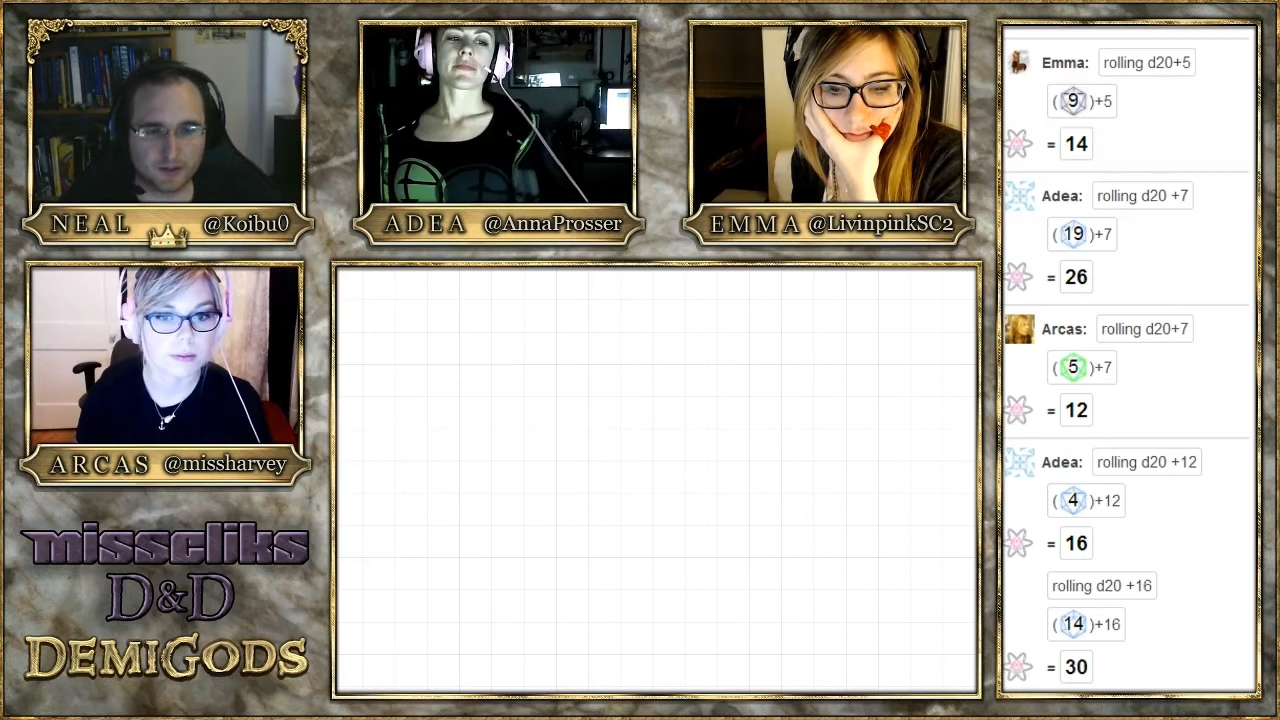 NEAL @Koibu0
ADEA @AnnaProsser
EMMA @LivinpinkSC2
ARCAS @missharvey
misscliks
D&D
DEMIGODS
Emma: rolling d20+5
(9)+5
= 14
Adea: rolling d20 +7
(19)+7
= 26
Arcas: rolling d20+7
(5)+7
= 12
Adea: rolling d20 +12
(4)+12
= 16
rolling d20 +16
(14)+16
= 30